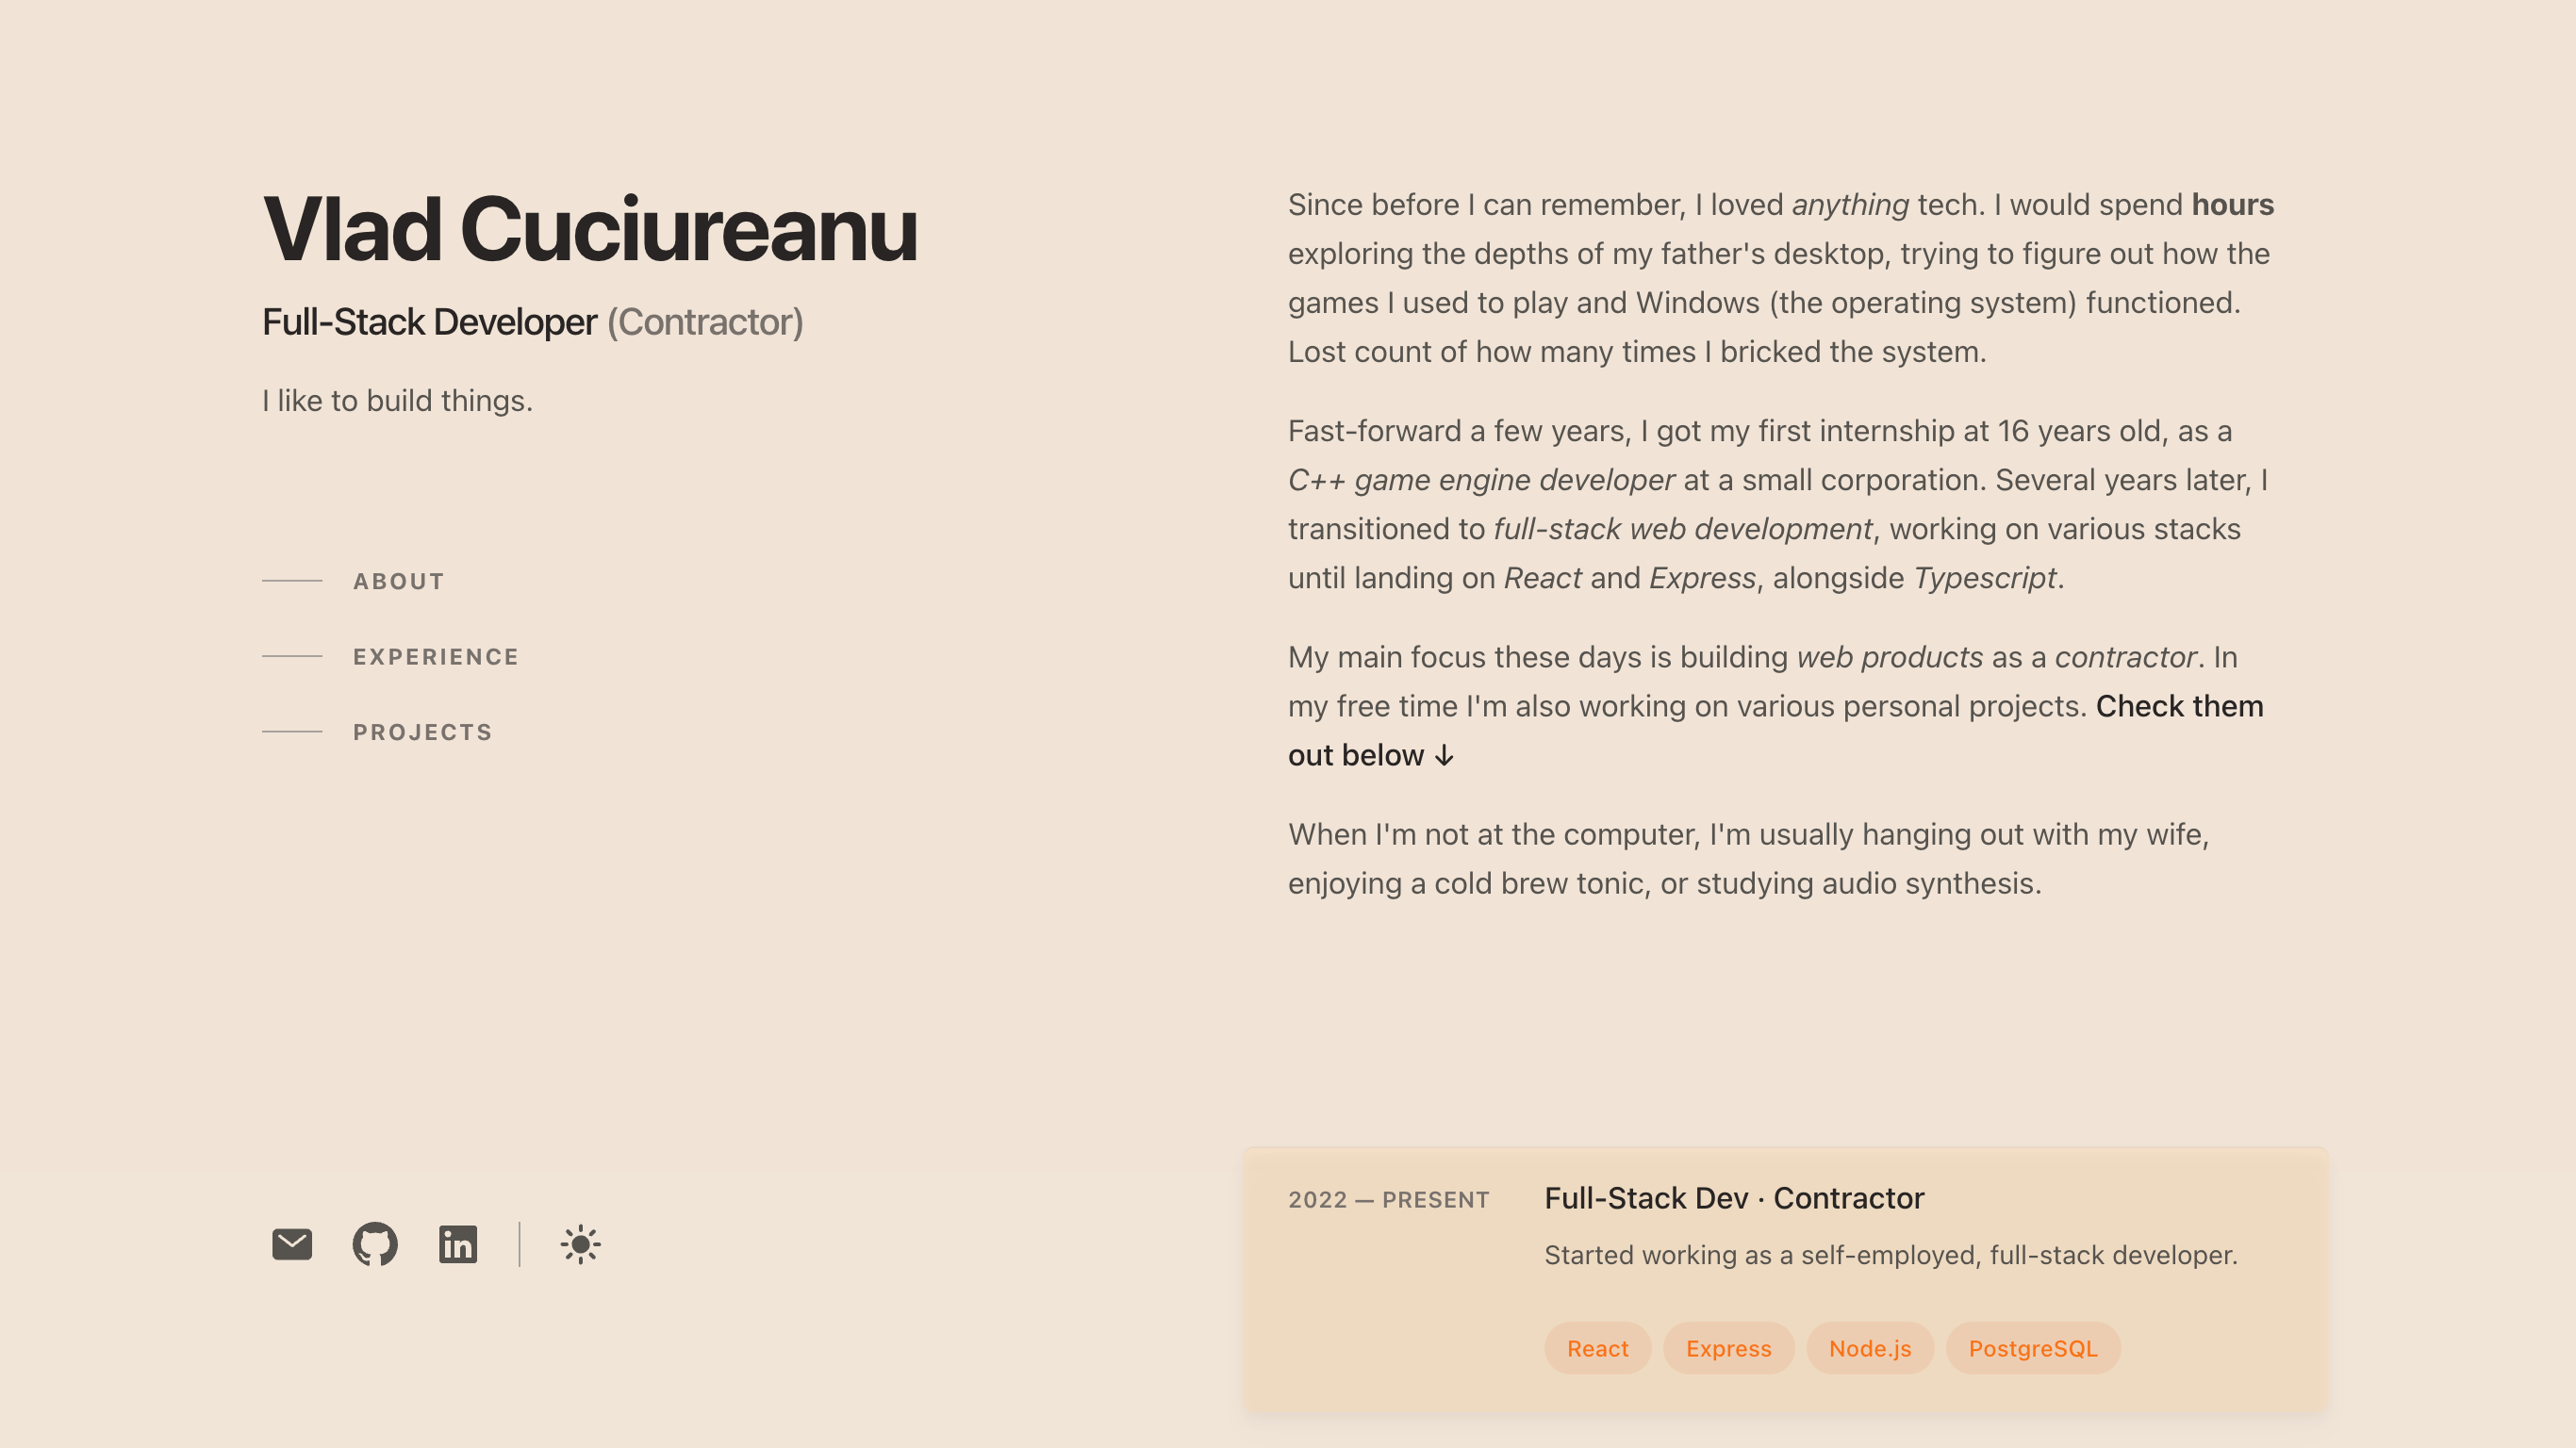 Vlad Cuciureanu
Full-Stack Developer (Contractor)
I like to build things.
ABOUT
EXPERIENCE
PROJECTS
Since before I can remember, I loved anything tech. I would spend hours
exploring the depths of my father's desktop, trying to figure out how the
games I used to play and Windows (the operating system) functioned.
Lost count of how many times I bricked the system.
Fast-forward a few years, I got my first internship at 16 years old, as a
C++ game engine developer at a small corporation. Several years later, I
transitioned to full-stack web development, working on various stacks
until landing on React and Express, alongside Typescript.
My main focus these days is building web products as a contractor. In
my free time I'm also working on various personal projects. Check them
out below ↓
When I'm not at the computer, I'm usually hanging out with my wife,
enjoying a cold brew tonic, or studying audio synthesis.
2022 — PRESENT
Full-Stack Dev · Contractor
Started working as a self-employed, full-stack developer.
React Express Node.js PostgreSQL
in